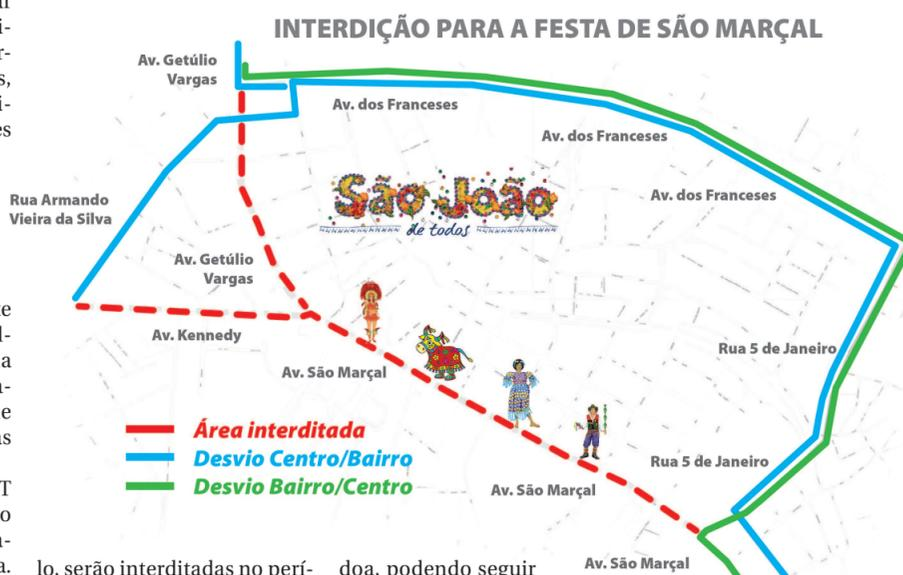 INTERDIÇÃO PARA A FESTA DE SÃO MARÇAL
Av. Getúlio
Vargas
Av. dos Franceses
Av. dos Franceses
Av. dos Franceses
Rua Armando
Vieira da Silva
São João
de todos
Av. Getúlio
Vargas
Av. Kennedy
Rua 5 de Janeiro
Av. São Marçal
Área interditada
Desvio Centro/Bairro
Desvio Bairro/Centro
Rua 5 de Janeiro
Av. São Marçal
Av. São Marçal
lo, serão interditadas no perí-
doa, podendo seguir